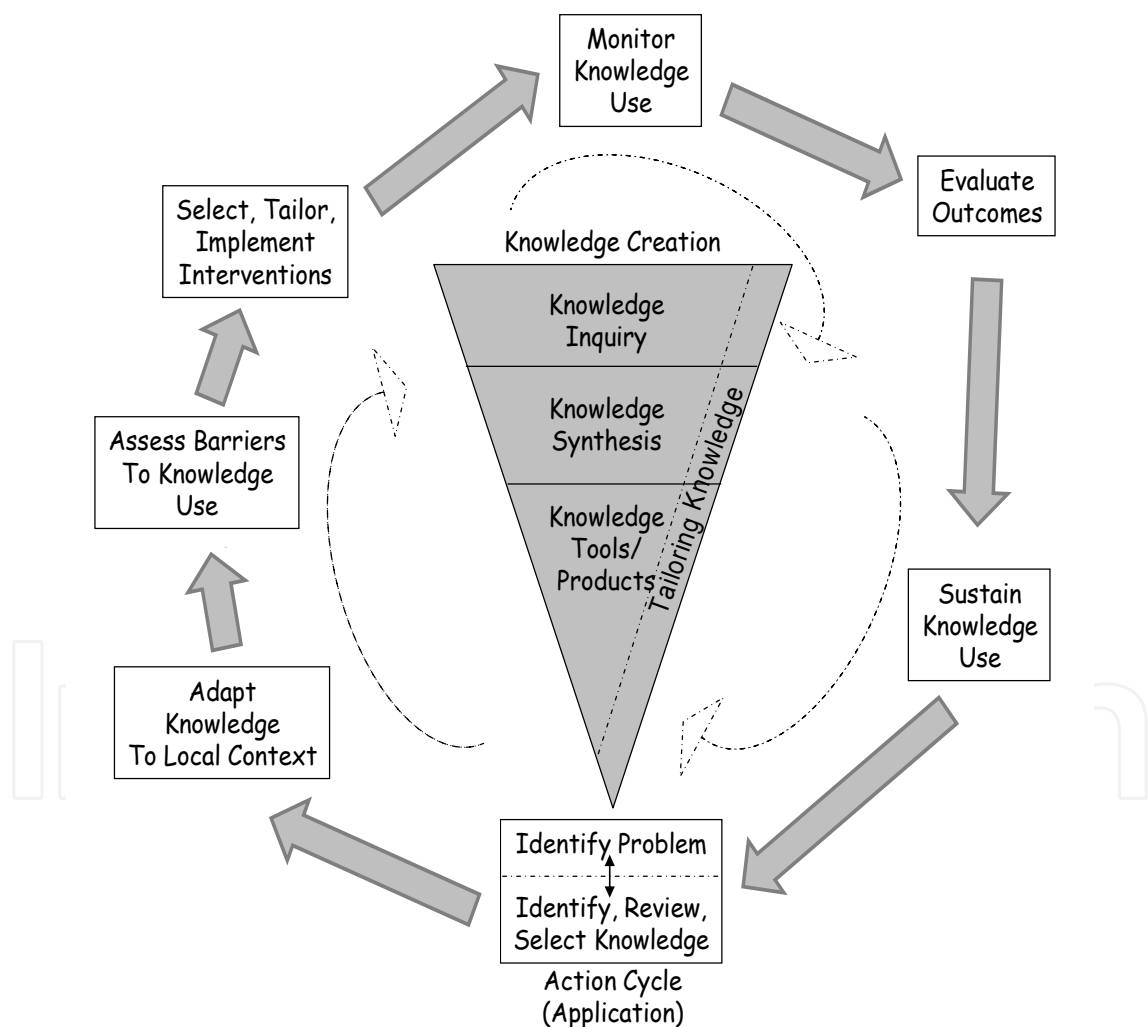 Monitor
Knowledge
Use
Evaluate
Outcomes
Select, Tailor,
Implement
Interventions
Knowledge Creation
Knowledge
Inquiry
Knowledge
Synthesis
Knowledge
Tools/
Products
Tailoring Knowledge
Assess Barriers
To Knowledge
Use
Sustain
Knowledge
Use
Adapt
Knowledge
To Local Context
Identify Problem
Identify, Review,
Select Knowledge
Action Cycle
(Application)